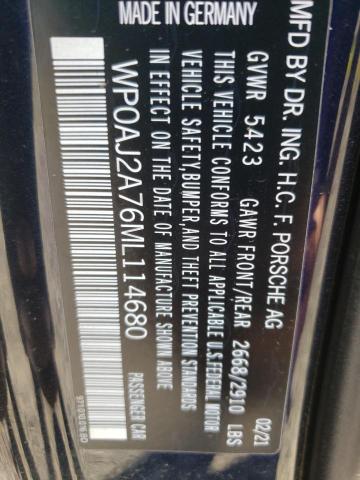 MFD BY DR. ING. H.C. F. PORSCHE AG
GVWR 5423 GAWR FRONT/REAR 2668/2910 LBS
02/21
THIS VEHICLE CONFORMS TO ALL APPLICABLE U.S.FEDERAL MOTOR
VEHICLE SAFETY,BUMPER,AND THEFT PREVENTION STANDARDS
IN EFFECT ON THE DATE OF MANUFACTURE SHOWN ABOVE
WP0AJ2A76ML114680
PASSENGER CAR
MADE IN GERMANY